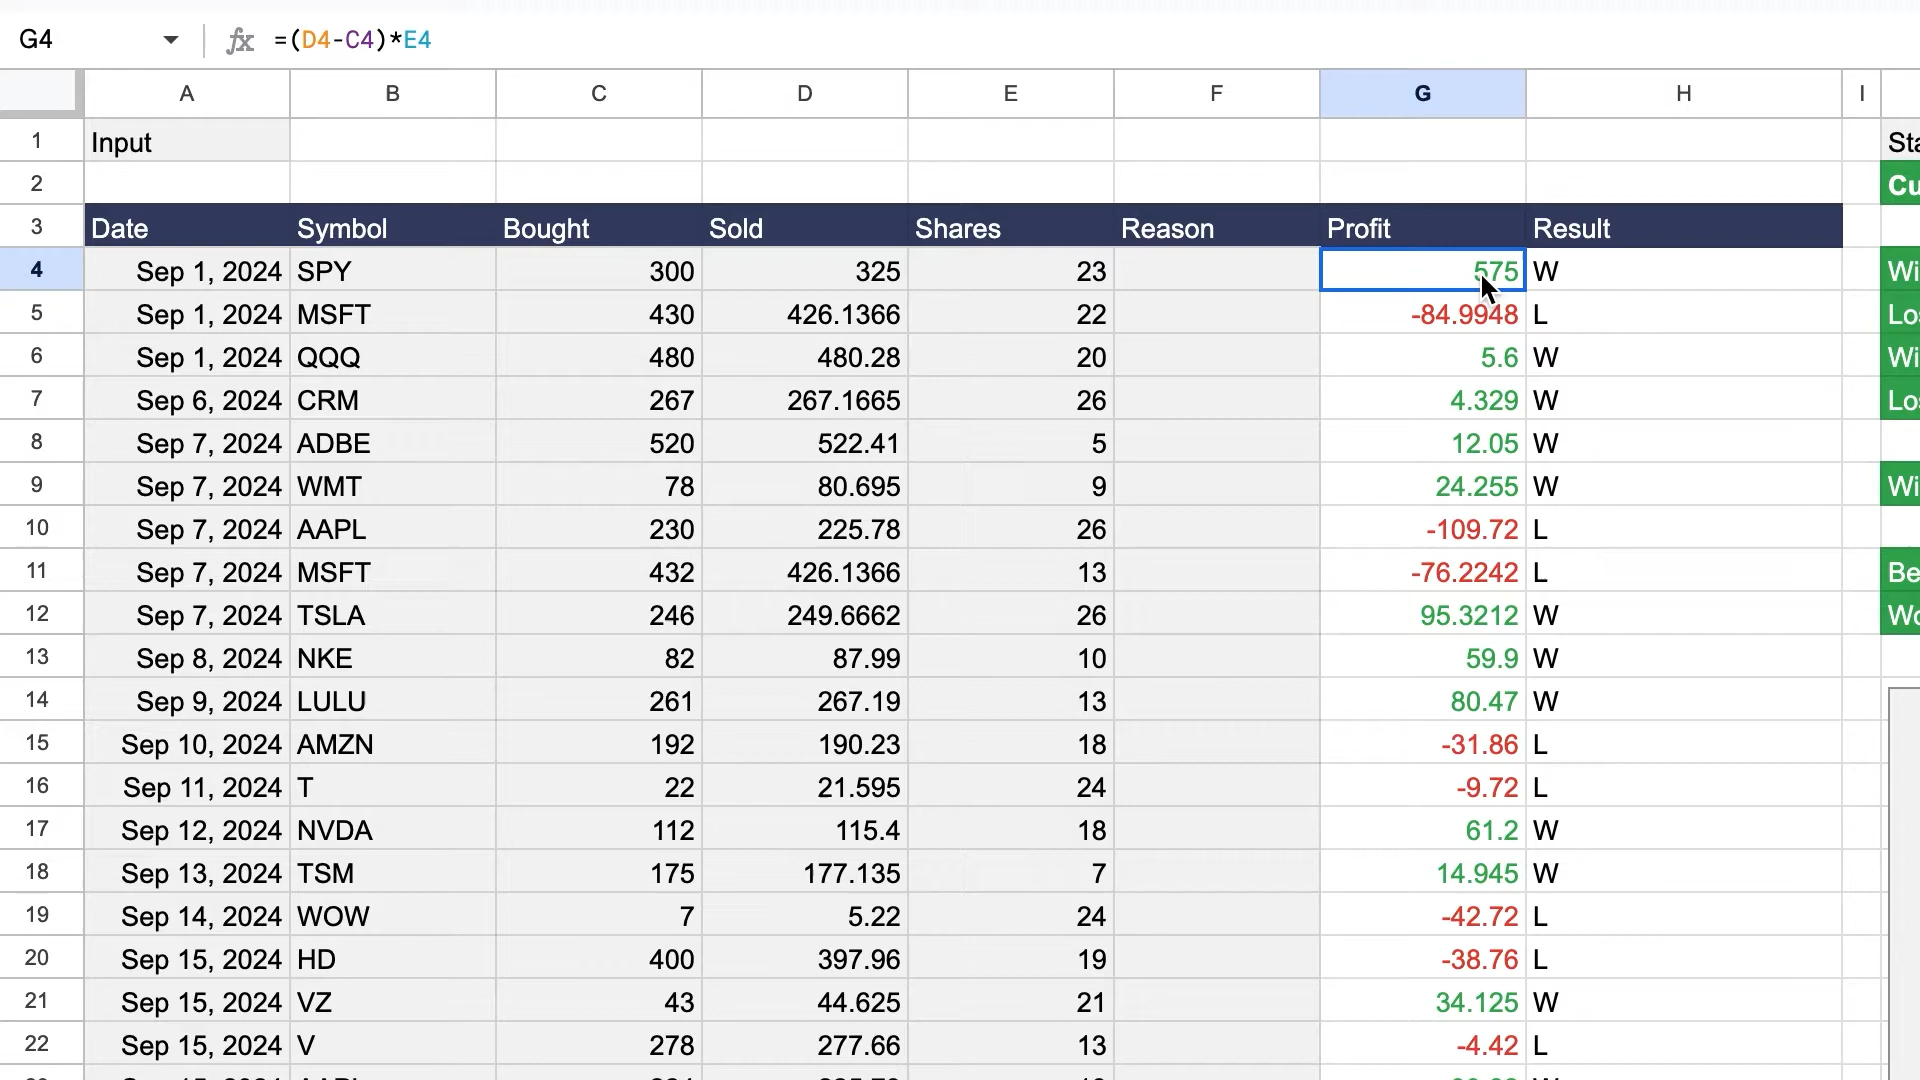 G4 fx =(D4-C4)*E4
A B C D E F G H I
1 Input
2
3 Date Symbol Bought Sold Shares Reason Profit Result
4 Sep 1, 2024 SPY 300 325 23 575 W
5 Sep 1, 2024 MSFT 430 426.1366 22 -84.9948 L
6 Sep 1, 2024 QQQ 480 480.28 20 5.6 W
7 Sep 6, 2024 CRM 267 267.1665 26 4.329 W
8 Sep 7, 2024 ADBE 520 522.41 5 12.05 W
9 Sep 7, 2024 WMT 78 80.695 9 24.255 W
10 Sep 7, 2024 AAPL 230 225.78 26 -109.72 L
11 Sep 7, 2024 MSFT 432 426.1366 13 -76.2242 L
12 Sep 7, 2024 TSLA 246 249.6662 26 95.3212 W
13 Sep 8, 2024 NKE 82 87.99 10 59.9 W
14 Sep 9, 2024 LULU 261 267.19 13 80.47 W
15 Sep 10, 2024 AMZN 192 190.23 18 -31.86 L
16 Sep 11, 2024 T 22 21.595 24 -9.72 L
17 Sep 12, 2024 NVDA 112 115.4 18 61.2 W
18 Sep 13, 2024 TSM 175 177.135 7 14.945 W
19 Sep 14, 2024 WOW 7 5.22 24 -42.72 L
20 Sep 15, 2024 HD 400 397.96 19 -38.76 L
21 Sep 15, 2024 VZ 43 44.625 21 34.125 W
22 Sep 15, 2024 V 278 277.66 13 -4.42 L